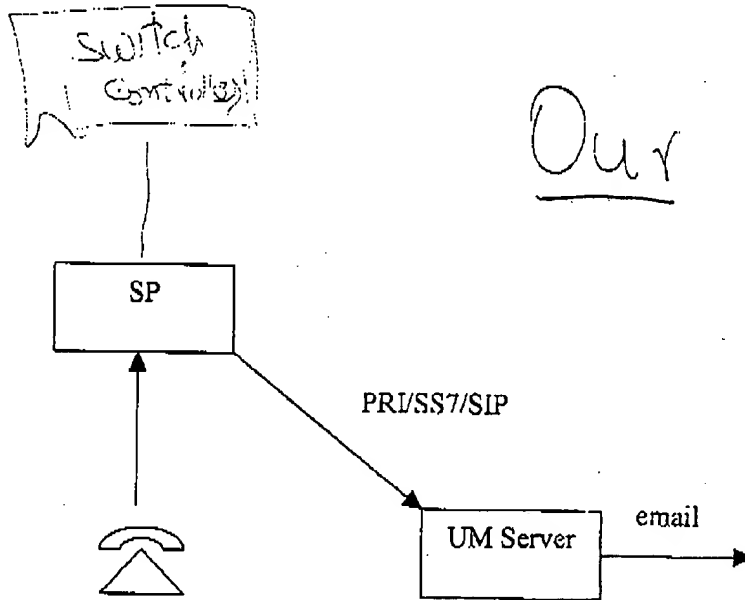 Switch
Controller
Our
SP
PRI/SS7/SIP
UM Server
email